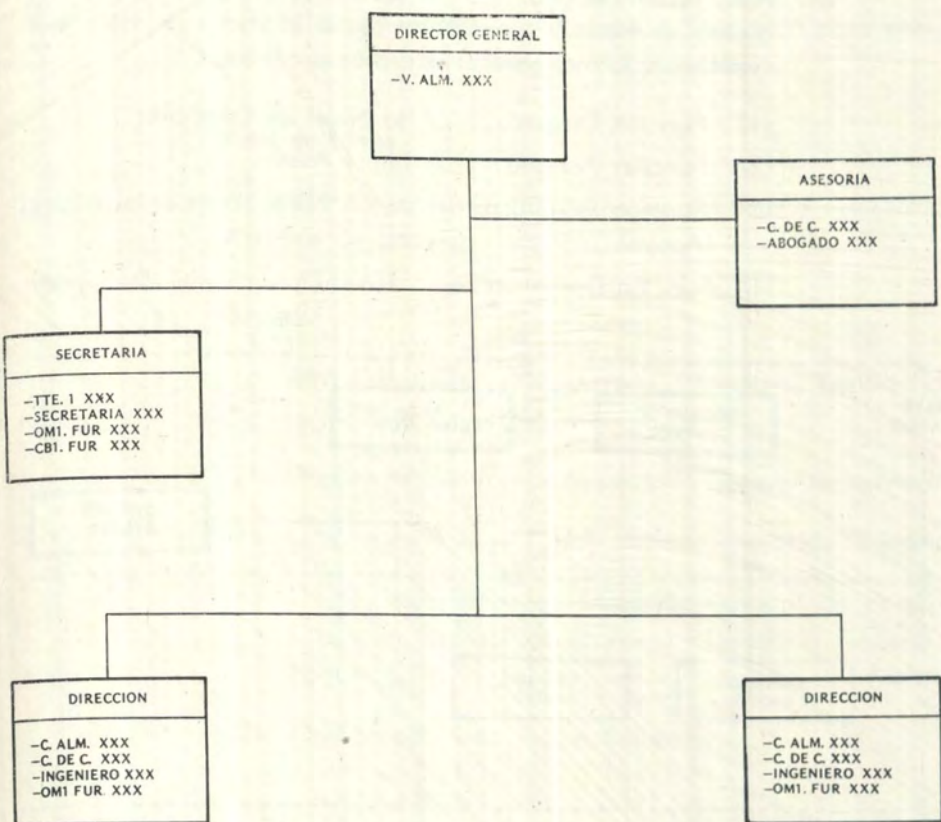 DIRECTOR GENERAL
–V. ALM. XXX
ASESORIA
–C. DE C. XXX
–ABOGADO XXX
SECRETARIA
–TTE. 1 XXX
–SECRETARIA XXX
–OM1. FUR XXX
–CB1. FUR XXX
DIRECCION
–C. ALM. XXX
–C. DE C. XXX
–INGENIERO XXX
–OM1 FUR. XXX
DIRECCION
–C. ALM. XXX
–C. DE C. XXX
–INGENIERO XXX
–OM1. FUR XXX